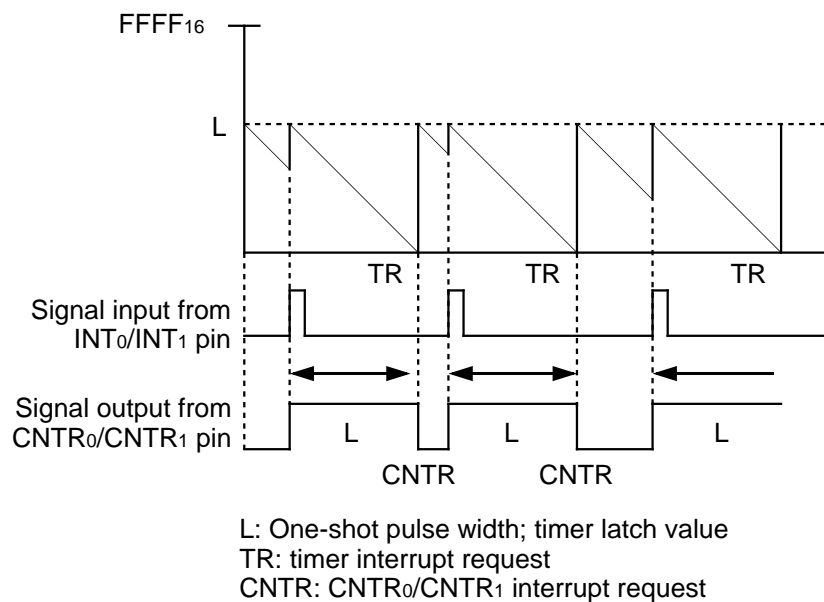 FFFF₁₆
L
TR TR TR
Signal input from
INT₀/INT₁ pin
Signal output from
CNTR₀/CNTR₁ pin
L L L
CNTR CNTR
L: One-shot pulse width; timer latch value
TR: timer interrupt request
CNTR: CNTR₀/CNTR₁ interrupt request